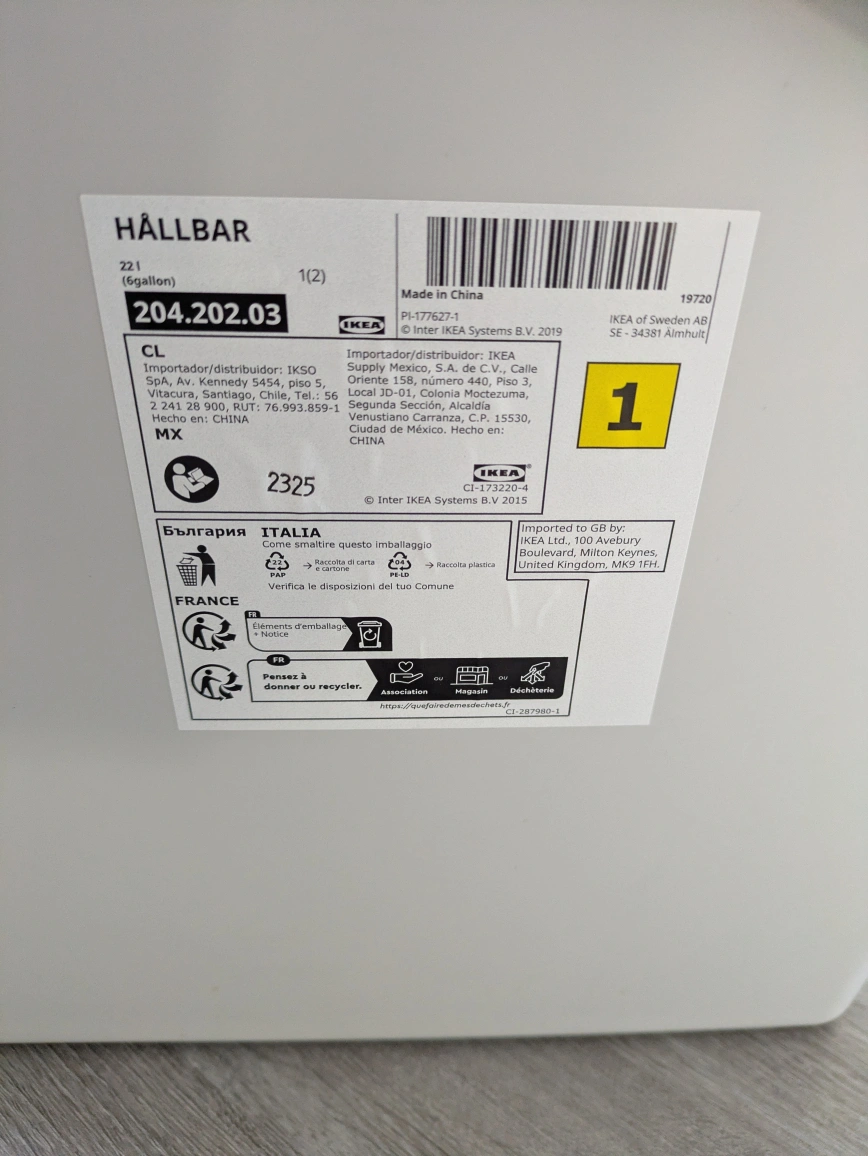 HÅLLBAR
22 l
(6gallon)
1(2)
204.202.03
IKEA
Made in China
19720
PI-177627-1
© Inter IKEA Systems B.V. 2019
IKEA of Sweden AB
SE - 34381 Älmhult
1
CL
Importador/distribuidor: IKSO
SpA, Av. Kennedy 5454, piso 5,
Vitacura, Santiago, Chile, Tel.: 56
2 241 28 900, RUT: 76.993.859-1
Hecho en: CHINA
MX
Importador/distribuidor: IKEA
Supply Mexico, S.A. de C.V., Calle
Oriente 158, número 440, Piso 3,
Local JD-01, Colonia Moctezuma,
Segunda Sección, Alcaldía
Venustiano Carranza, C.P. 15530,
Ciudad de México. Hecho en:
CHINA
2325
IKEA®
CI-173220-4
© Inter IKEA Systems B.V 2015
България
ITALIA
Come smaltire questo imballaggio
22
PAP
→ Raccolta di carta
e cartone
04
PE-LD
→ Raccolta plastica
Verifica le disposizioni del tuo Comune
Imported to GB by:
IKEA Ltd., 100 Avebury
Boulevard, Milton Keynes,
United Kingdom, MK9 1FH.
FRANCE
FR
Éléments d'emballage
+ Notice
FR
Pensez à
donner ou recycler.
Association
OU
Magasin
OU
Déchèterie
https://quefairedemesdechets.fr
CI-287980-1